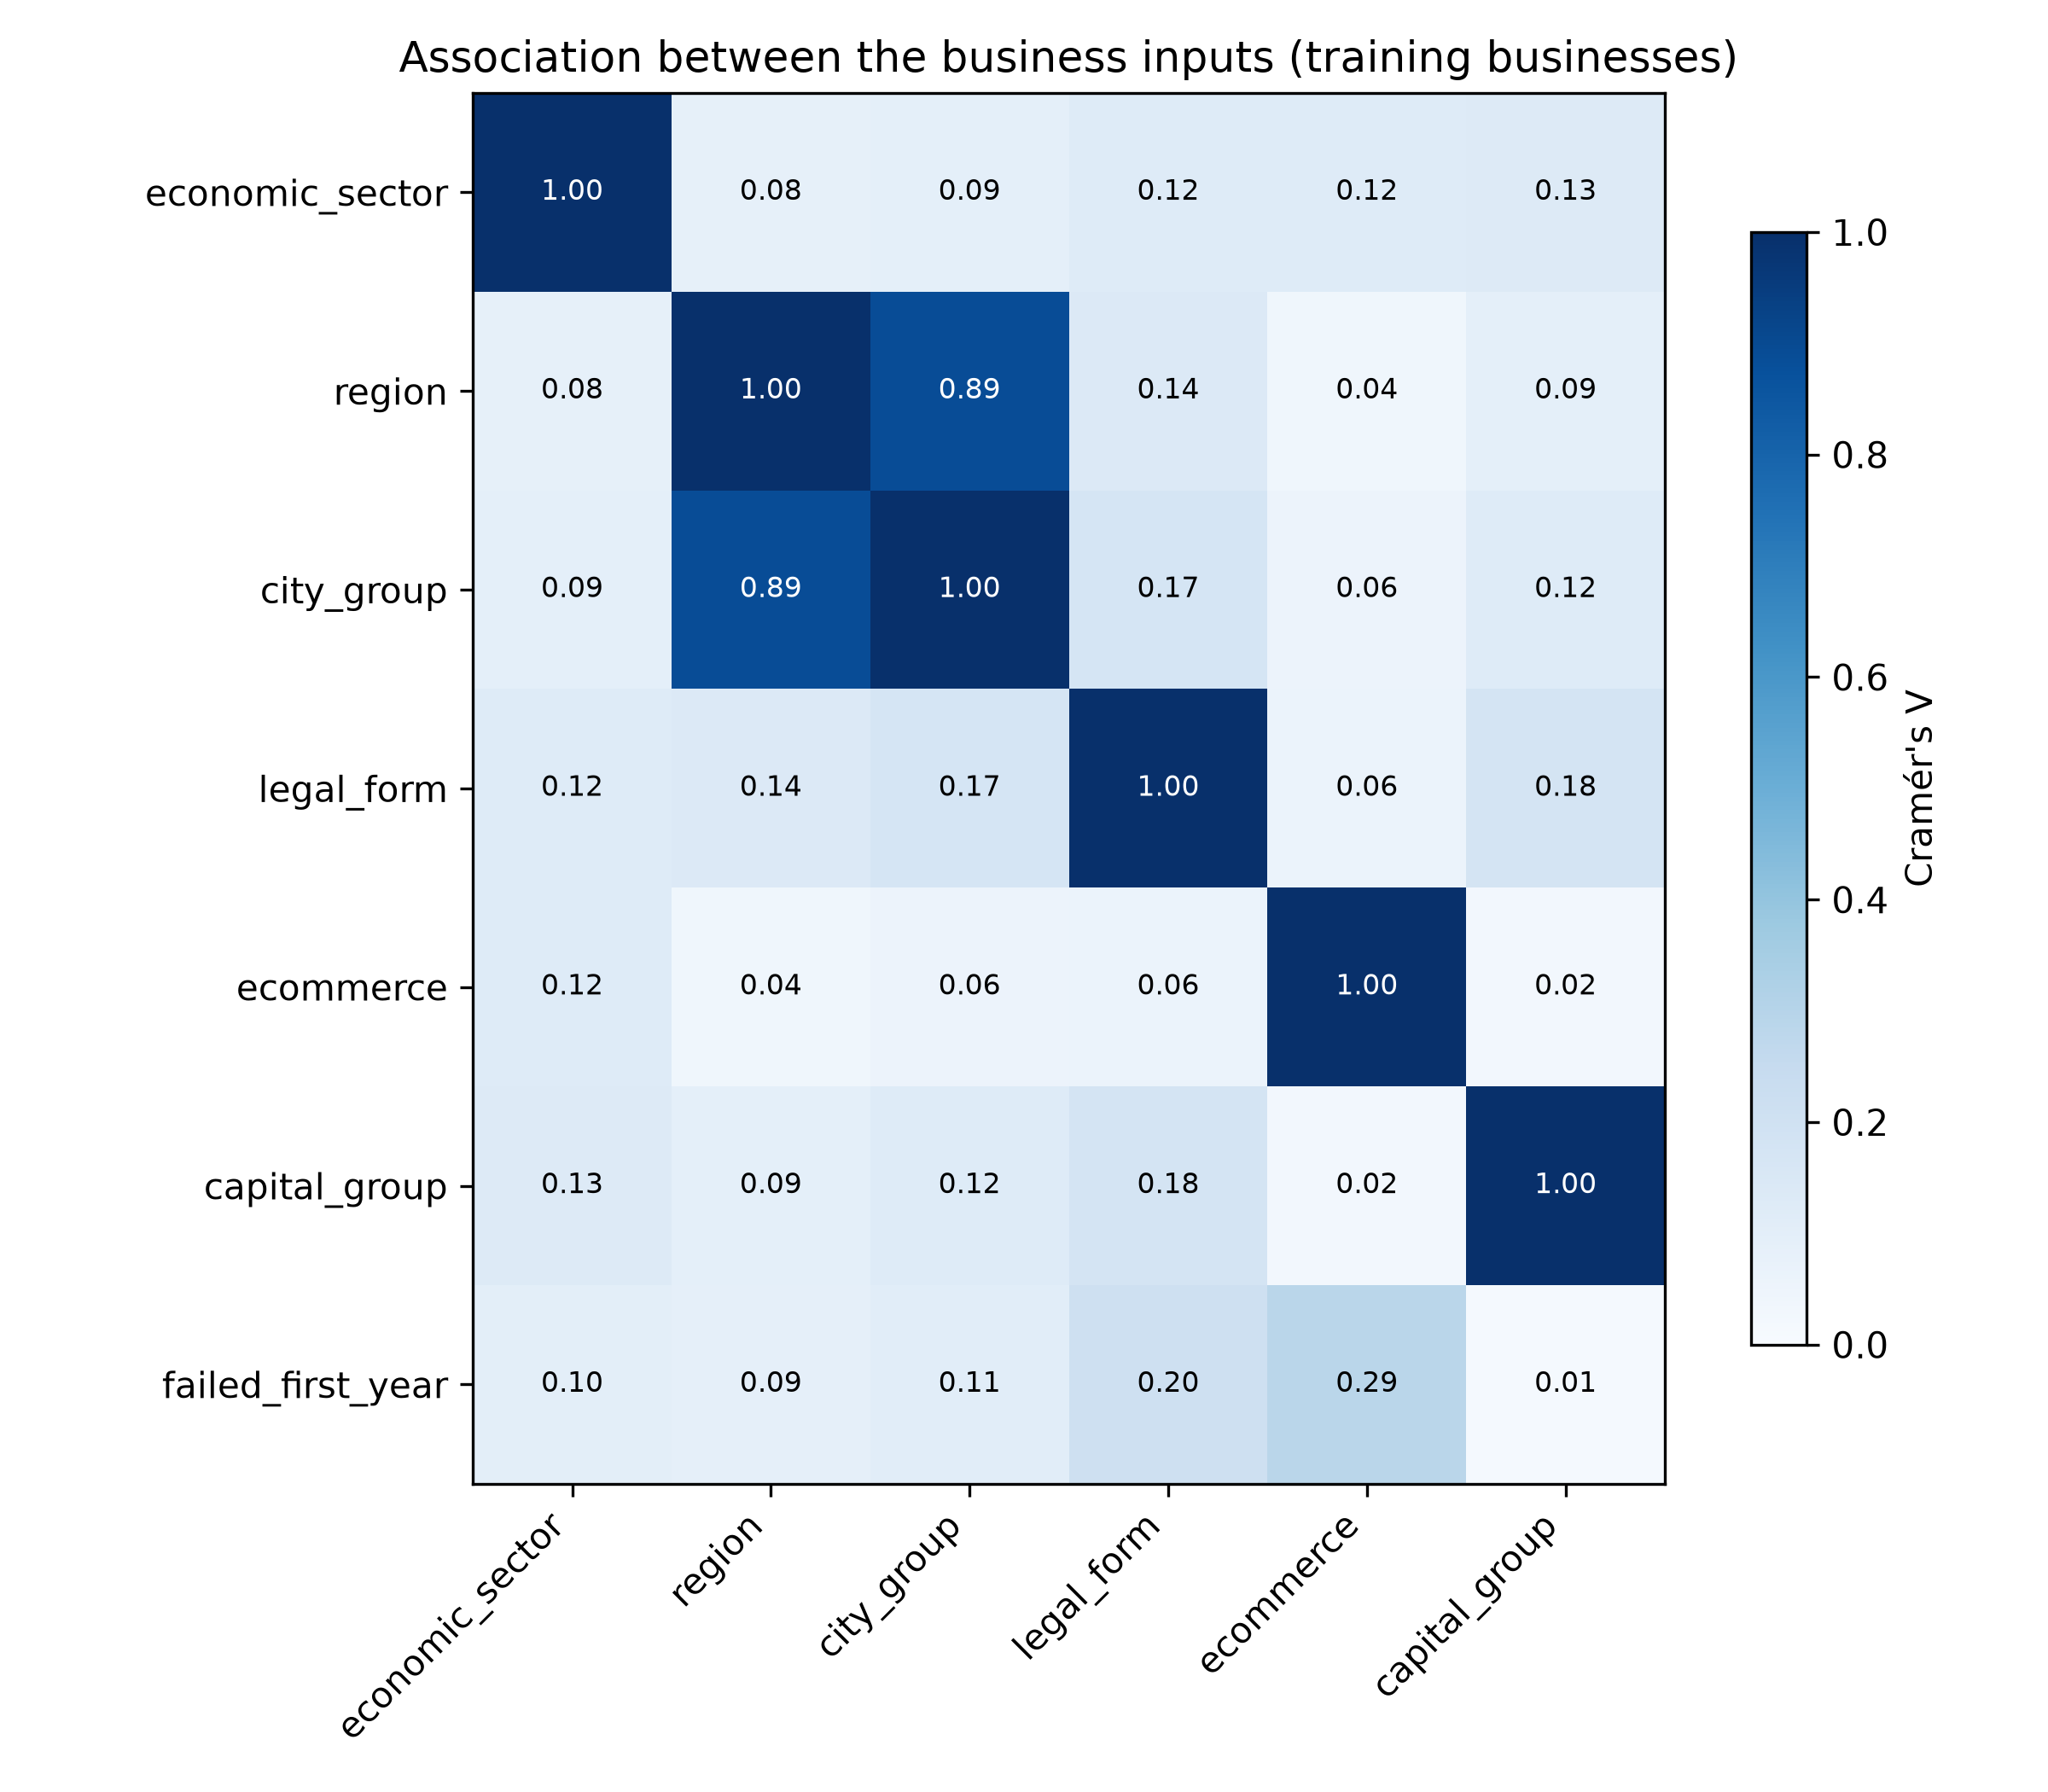 Association between the business inputs (training businesses)
economic_sector 1.00 0.08 0.09 0.12 0.12 0.13
region 0.08 1.00 0.89 0.14 0.04 0.09
city_group 0.09 0.89 1.00 0.17 0.06 0.12
legal_form 0.12 0.14 0.17 1.00 0.06 0.18
ecommerce 0.12 0.04 0.06 0.06 1.00 0.02
capital_group 0.13 0.09 0.12 0.18 0.02 1.00
failed_first_year 0.10 0.09 0.11 0.20 0.29 0.01
economic_sector
region
city_group
legal_form
ecommerce
capital_group
1.0
0.8
0.6
0.4
0.2
0.0
Cramér's V